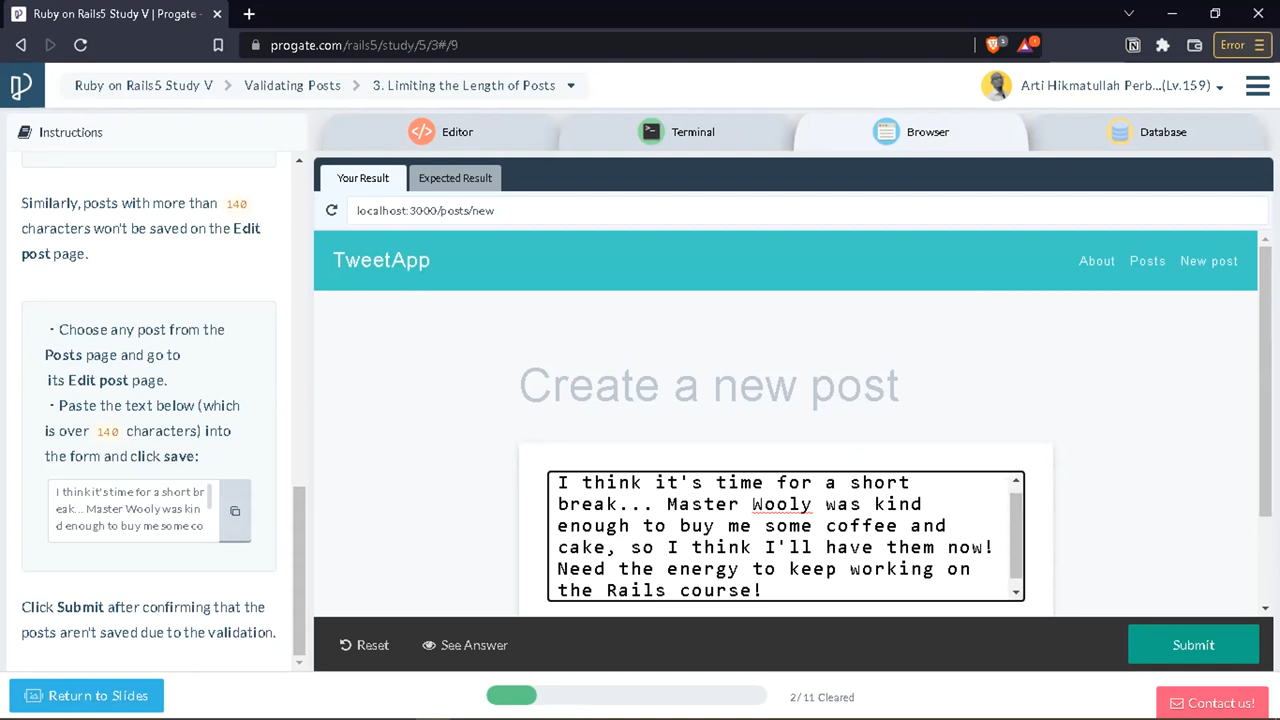 Ruby on Rails5 Study V | Progate -
progate.com/rails5/study/5/3#/9
1
1
Error
Ruby on Rails5 Study V
Validating Posts
3. Limiting the Length of Posts
Arti Hikmatullah Perb...(Lv.159)
Instructions
Editor
Terminal
Browser
Database
Similarly, posts with more than 140
characters won't be saved on the Edit
post page.
・Choose any post from the
Posts page and go to
its Edit post page.
・Paste the text below (which
is over 140 characters) into
the form and click save:
I think it's time for a short br
eak... Master Wooly was kin
d enough to buy me some co
Click Submit after confirming that the
posts aren't saved due to the validation.
Your Result
Expected Result
localhost:3000/posts/new
TweetApp
About
Posts
New post
Create a new post
I think it's time for a short
break... Master Wooly was kind
enough to buy me some coffee and
cake, so I think I'll have them now!
Need the energy to keep working on
the Rails course!
Reset
See Answer
Submit
Return to Slides
2/11 Cleared
Contact us!